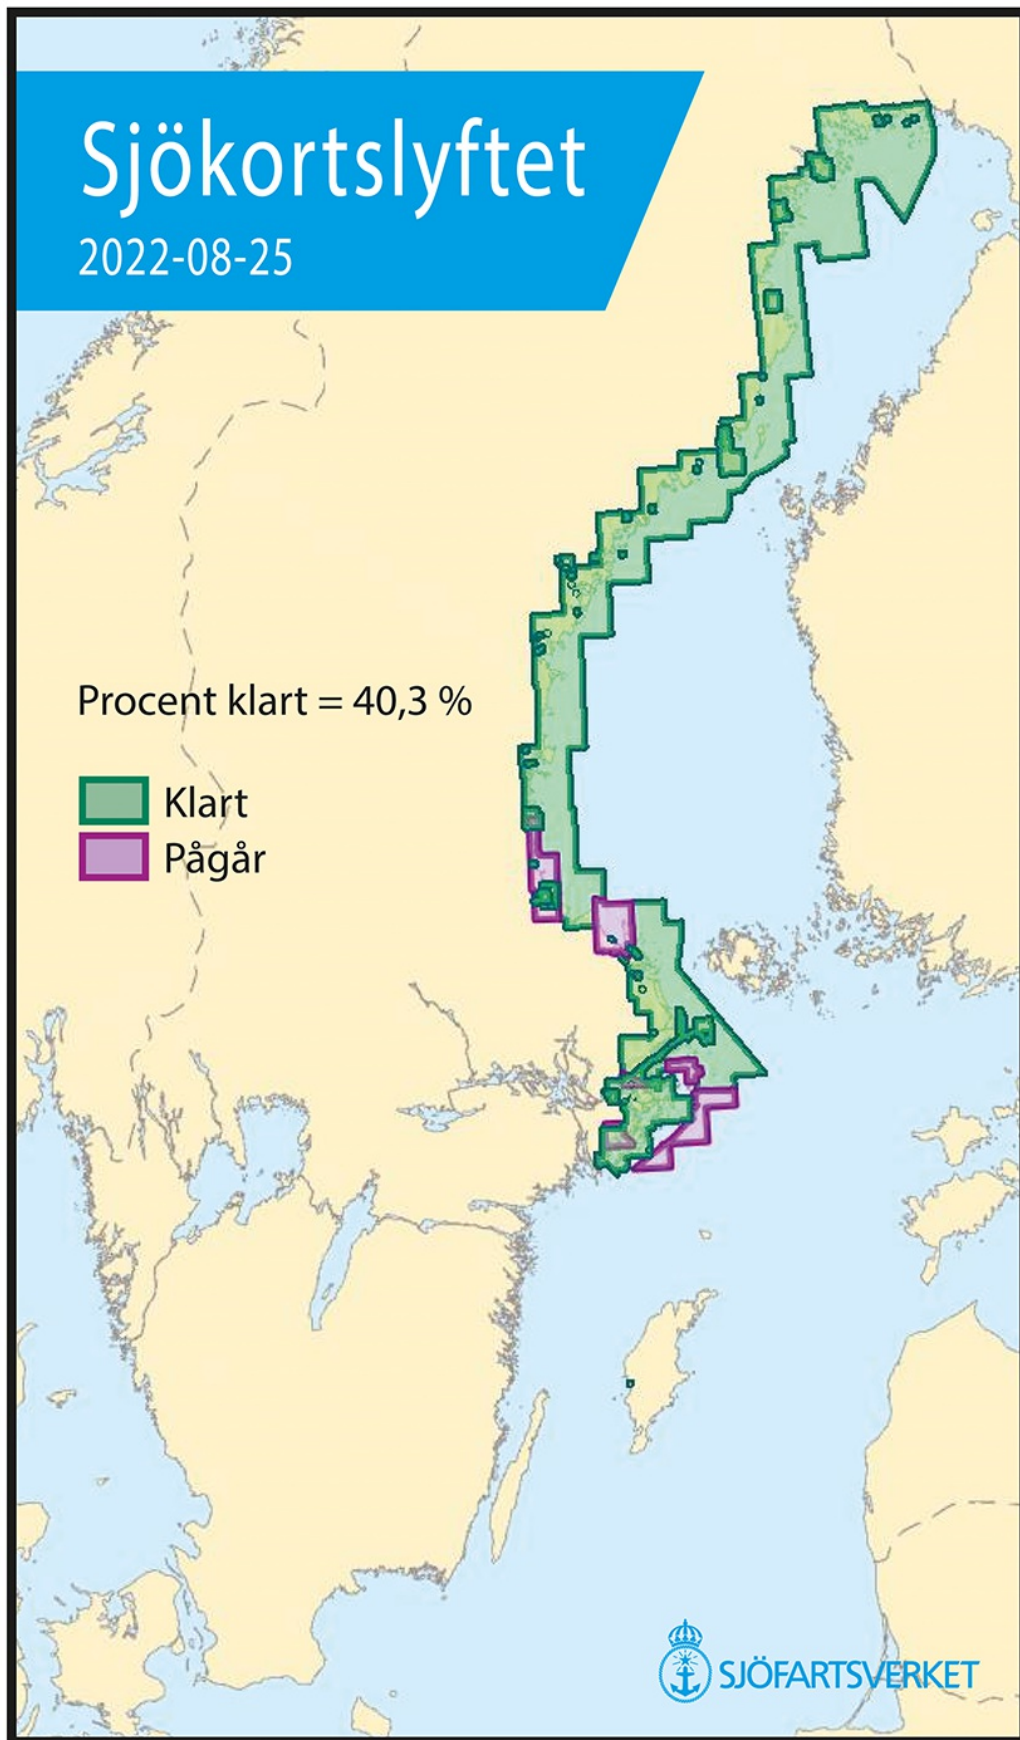 Sjökortslyftet
2022-08-25
Procent klart = 40,3 %
Klart
Pågår
SJÖFARTSVERKET